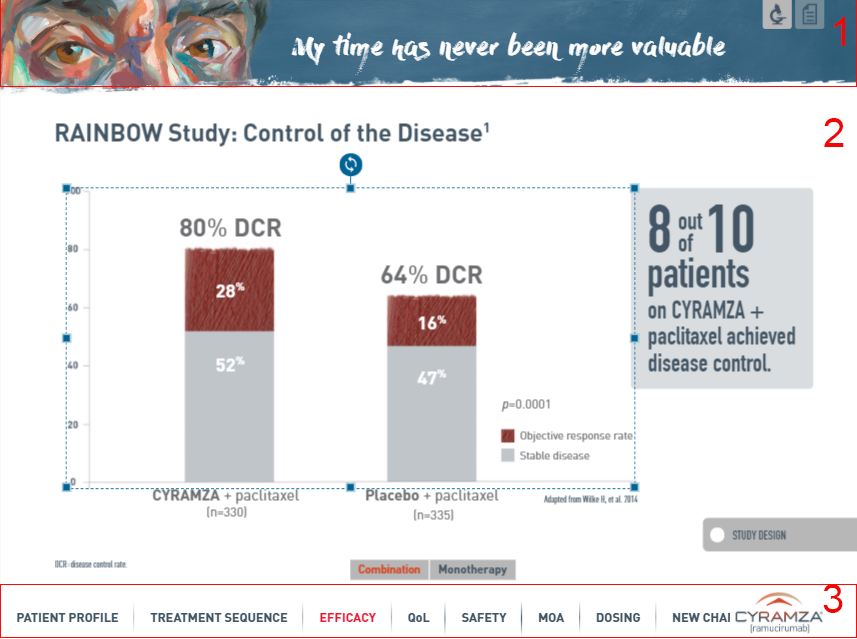 My time has never been more valuable
1
RAINBOW Study: Control of the Disease¹
2
00
80
60
40
20
0
80% DCR
28%
52%
64% DCR
16%
47%
p=0.0001
Objective response rate
Stable disease
CYRAMZA + paclitaxel
(n=330)
Placebo + paclitaxel
(n=335)
Adapted from Wilke H, et al. 2014
8 out of 10
patients
on CYRAMZA +
paclitaxel achieved
disease control.
STUDY DESIGN
DCR=disease control rate.
Combination Monotherapy
3
PATIENT PROFILE TREATMENT SEQUENCE EFFICACY QoL SAFETY MOA DOSING NEW CHAI
CYRAMZA®
(ramucirumab)